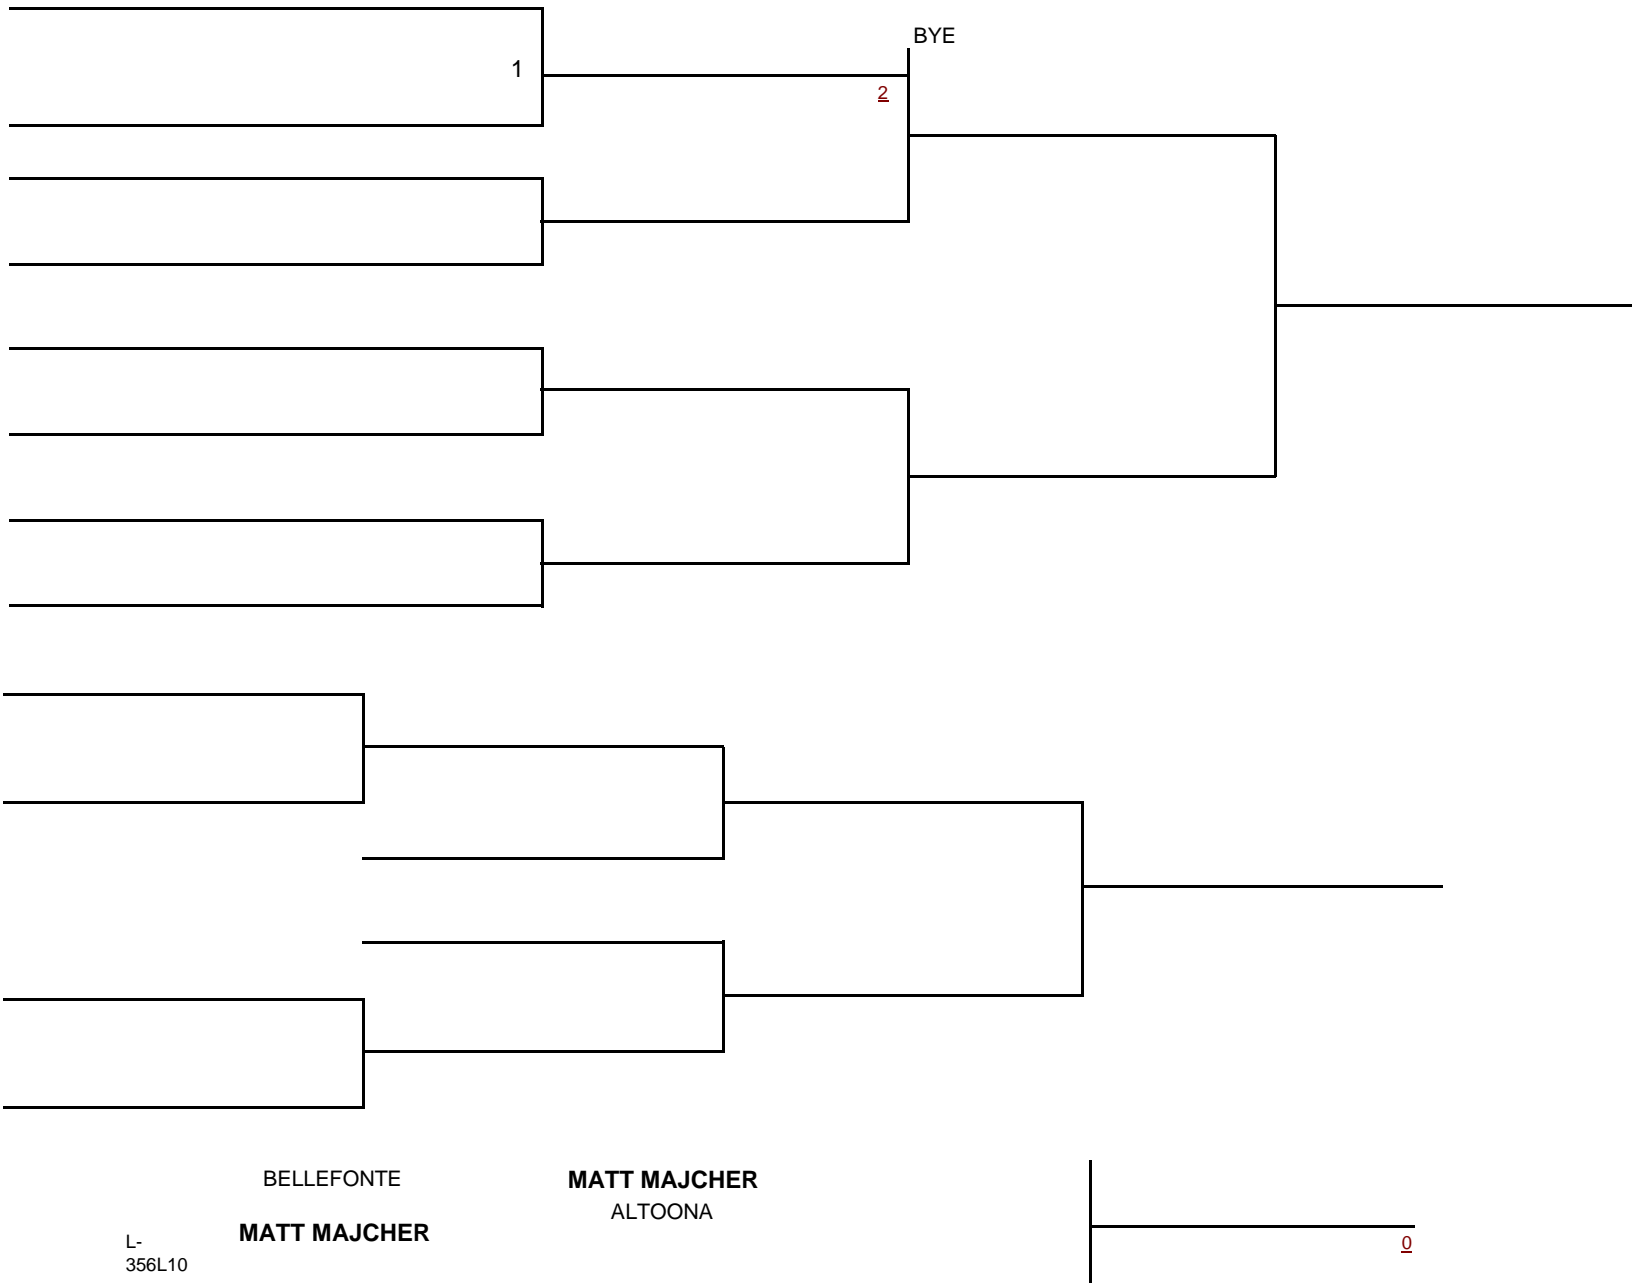 BYE
1
2
BELLEFONTE
MATT MAJCHER
ALTOONA
MATT MAJCHER
L-
356L10
0